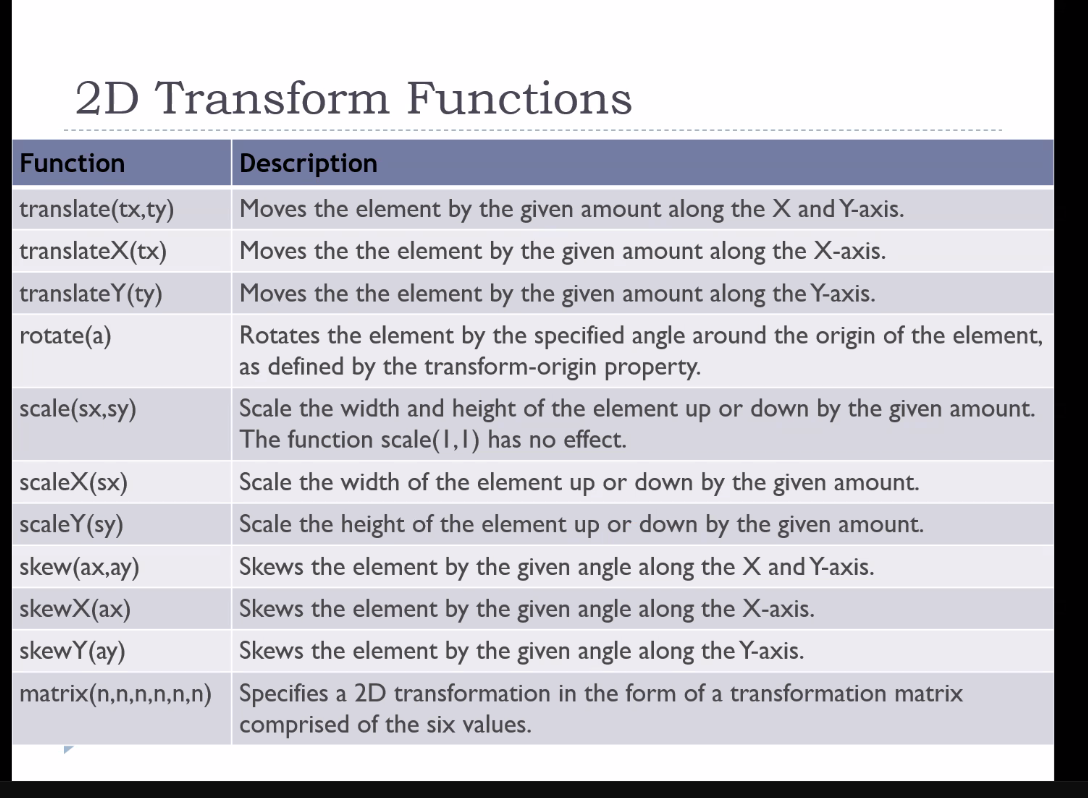 2D Transform Functions
Function Description
translate(tx,ty) Moves the element by the given amount along the X and Y-axis.
translateX(tx) Moves the the element by the given amount along the X-axis.
translateY(ty) Moves the the element by the given amount along the Y-axis.
rotate(a) Rotates the element by the specified angle around the origin of the element,
as defined by the transform-origin property.
scale(sx,sy) Scale the width and height of the element up or down by the given amount.
The function scale(1,1) has no effect.
scaleX(sx) Scale the width of the element up or down by the given amount.
scaleY(sy) Scale the height of the element up or down by the given amount.
skew(ax,ay) Skews the element by the given angle along the X and Y-axis.
skewX(ax) Skews the element by the given angle along the X-axis.
skewY(ay) Skews the element by the given angle along the Y-axis.
matrix(n,n,n,n,n,n) Specifies a 2D transformation in the form of a transformation matrix
comprised of the six values.